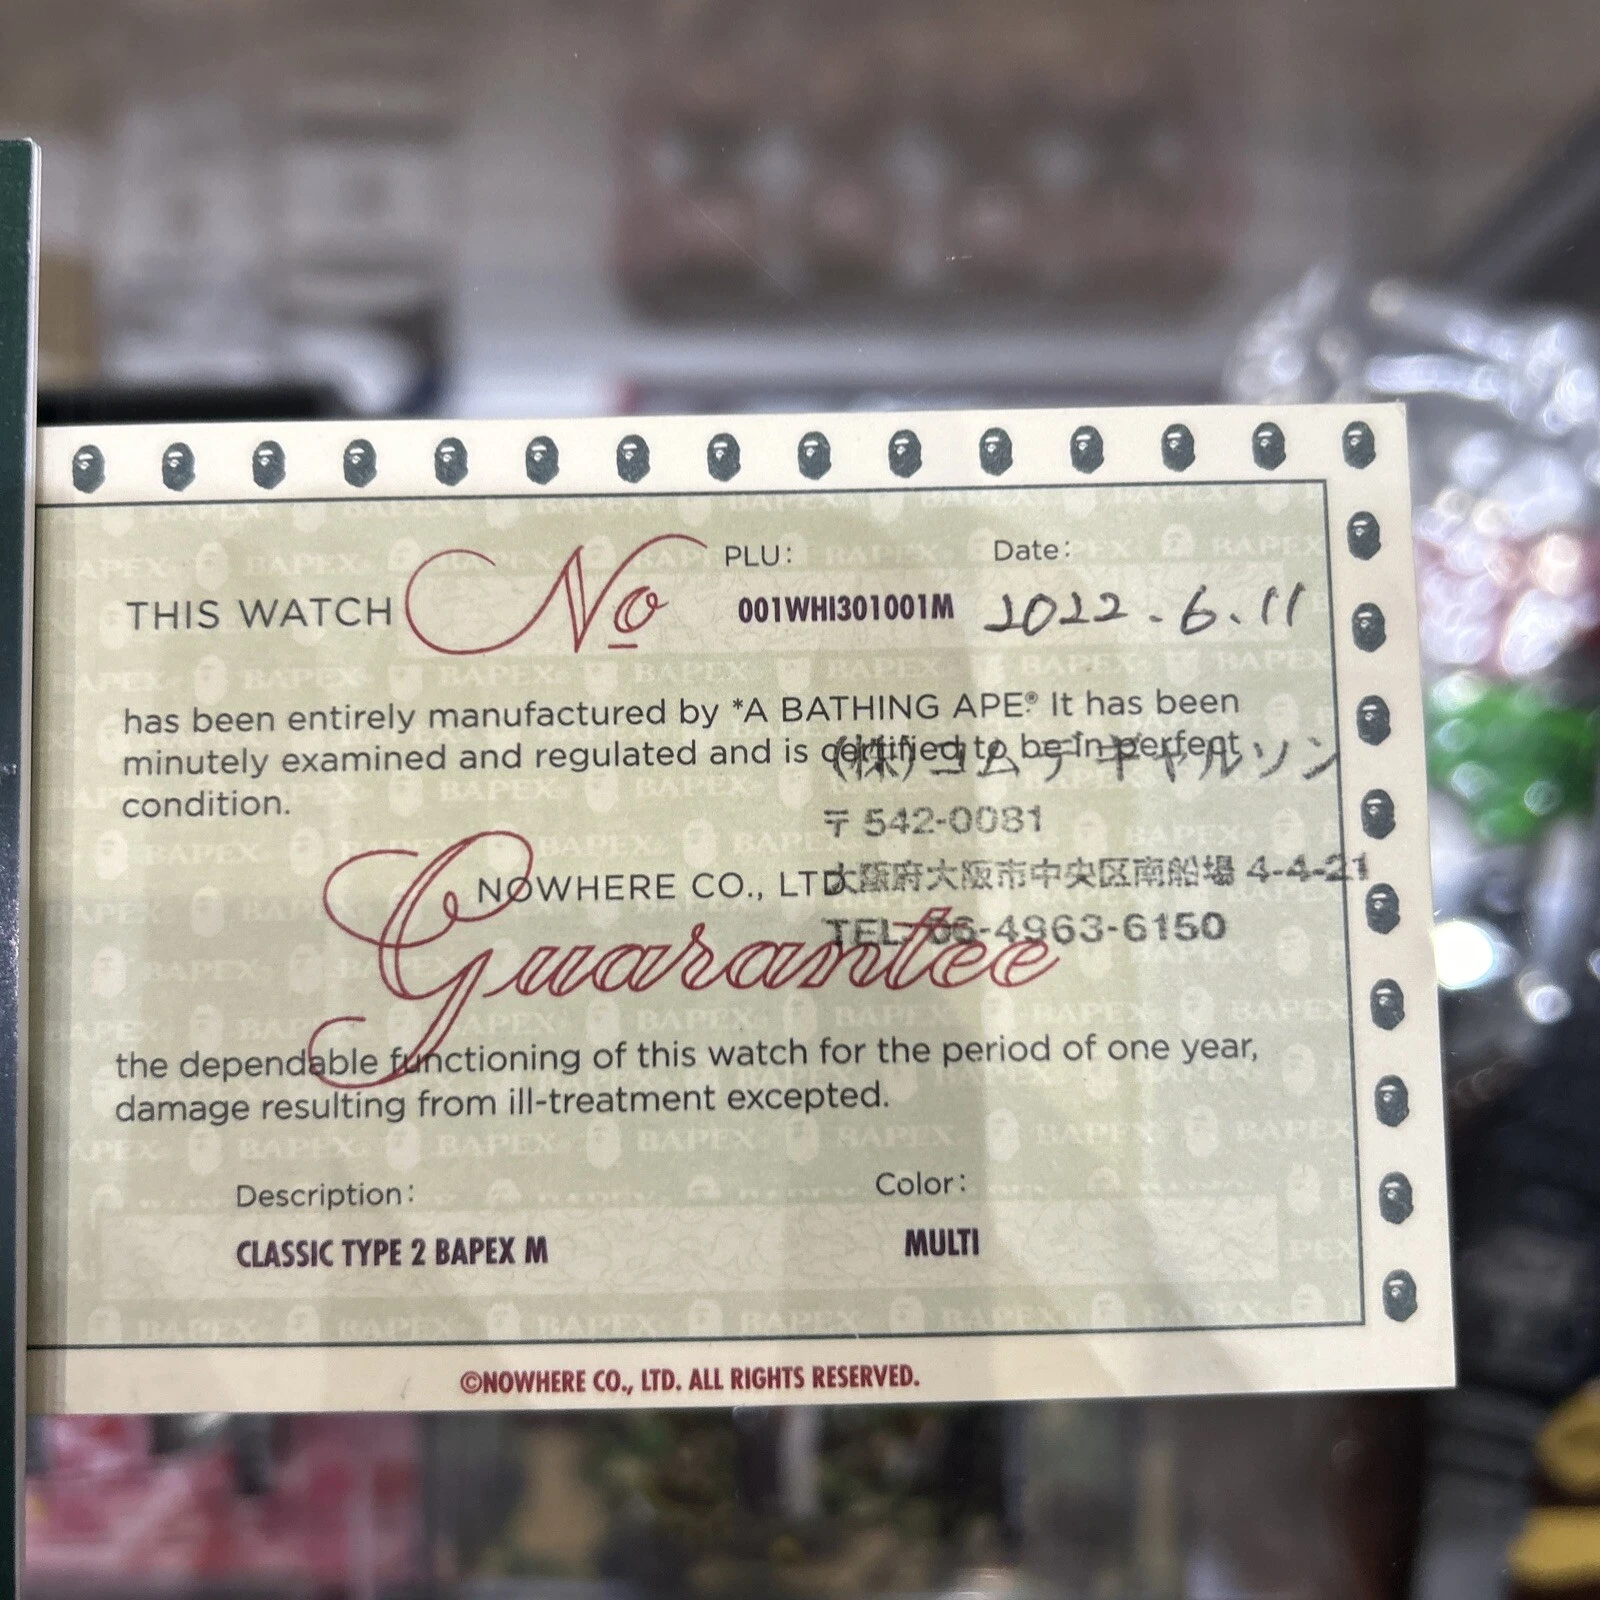 PLU: Date:
THIS WATCH No 001WHI301001M 2022.6.11
has been entirely manufactured by *A BATHING APE® It has been
minutely examined and regulated and is certified to be in perfect
condition.
(株)コムデギャルソン
〒 542-0081
NOWHERE CO., LTD.
大阪府大阪市中央区南船場 4-4-21
TEL 06-4963-6150
Guarantee
the dependable functioning of this watch for the period of one year,
damage resulting from ill-treatment excepted.
Description: Color:
CLASSIC TYPE 2 BAPEX M MULTI
©NOWHERE CO., LTD. ALL RIGHTS RESERVED.